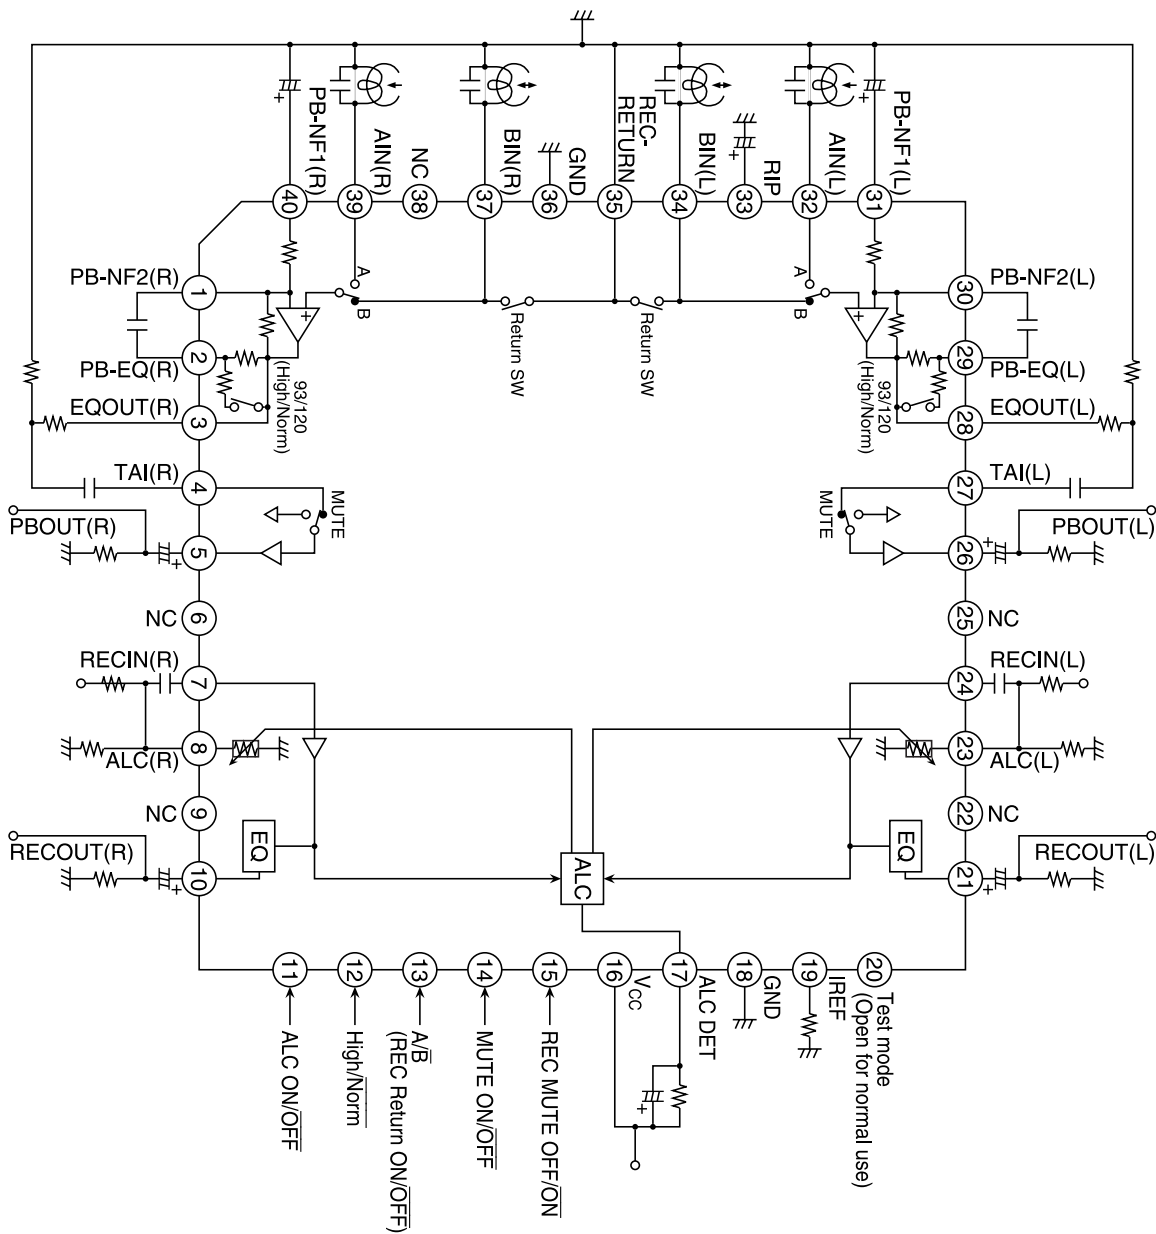 PB-NF1(R)
AIN(R)
NC
BIN(R)
GND
REC-
RETURN
BIN(L)
RIP
AIN(L)
PB-NF1(L)
40
39
38
37
36
35
34
33
32
31
A
B
Return SW
Return SW
A
B
PB-NF2(R)
1
+
+
30
PB-NF2(L)
2
PB-EQ(R)
93/120
(High/Norm)
93/120
(High/Norm)
29
PB-EQ(L)
EQOUT(R)
3
28
EQOUT(L)
TAI(R)
4
MUTE
MUTE
27
TAI(L)
PBOUT(R)
5
26
PBOUT(L)
NC
6
25
NC
RECIN(R)
7
24
RECIN(L)
8
ALC(R)
23
ALC(L)
NC
9
22
NC
RECOUT(R)
10
EQ
ALC
EQ
21
RECOUT(L)
11
12
13
14
15
16
17
18
19
20
ALC ON/OFF
High/Norm
A/B
(REC Return ON/OFF)
MUTE ON/OFF
REC MUTE OFF/ON
VCC
ALC DET
GND
IREF
Test mode
(Open for normal use)